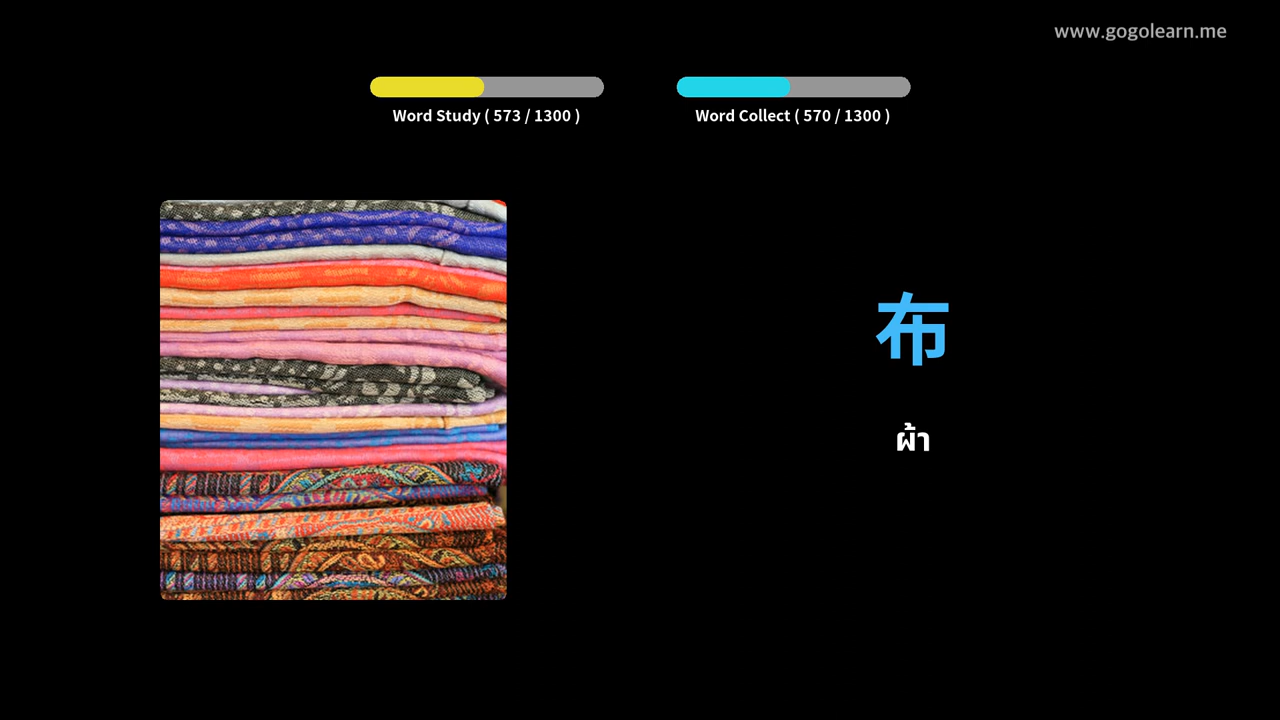 www.gogolearn.me
Word Study ( 573 / 1300 )
Word Collect ( 570 / 1300 )
布
ผ้า